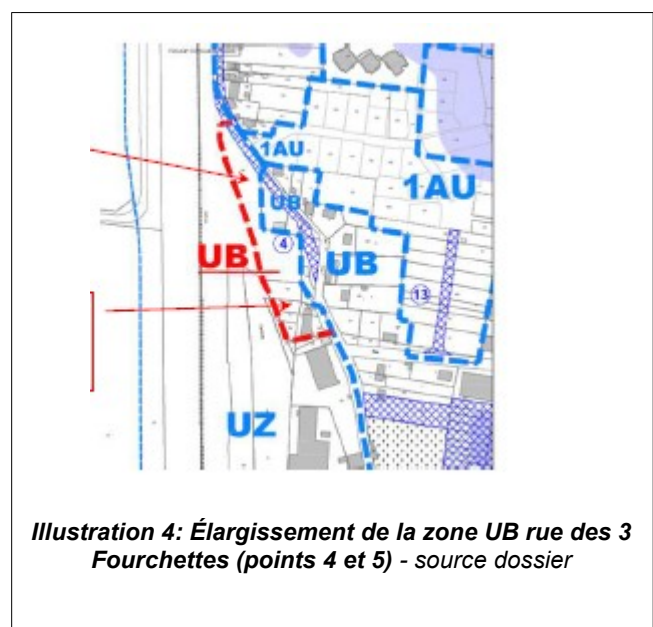 1AU
1AU
UB
4
UB
UB
13
UZ
Illustration 4: Élargissement de la zone UB rue des 3
Fourchettes (points 4 et 5) - source dossier